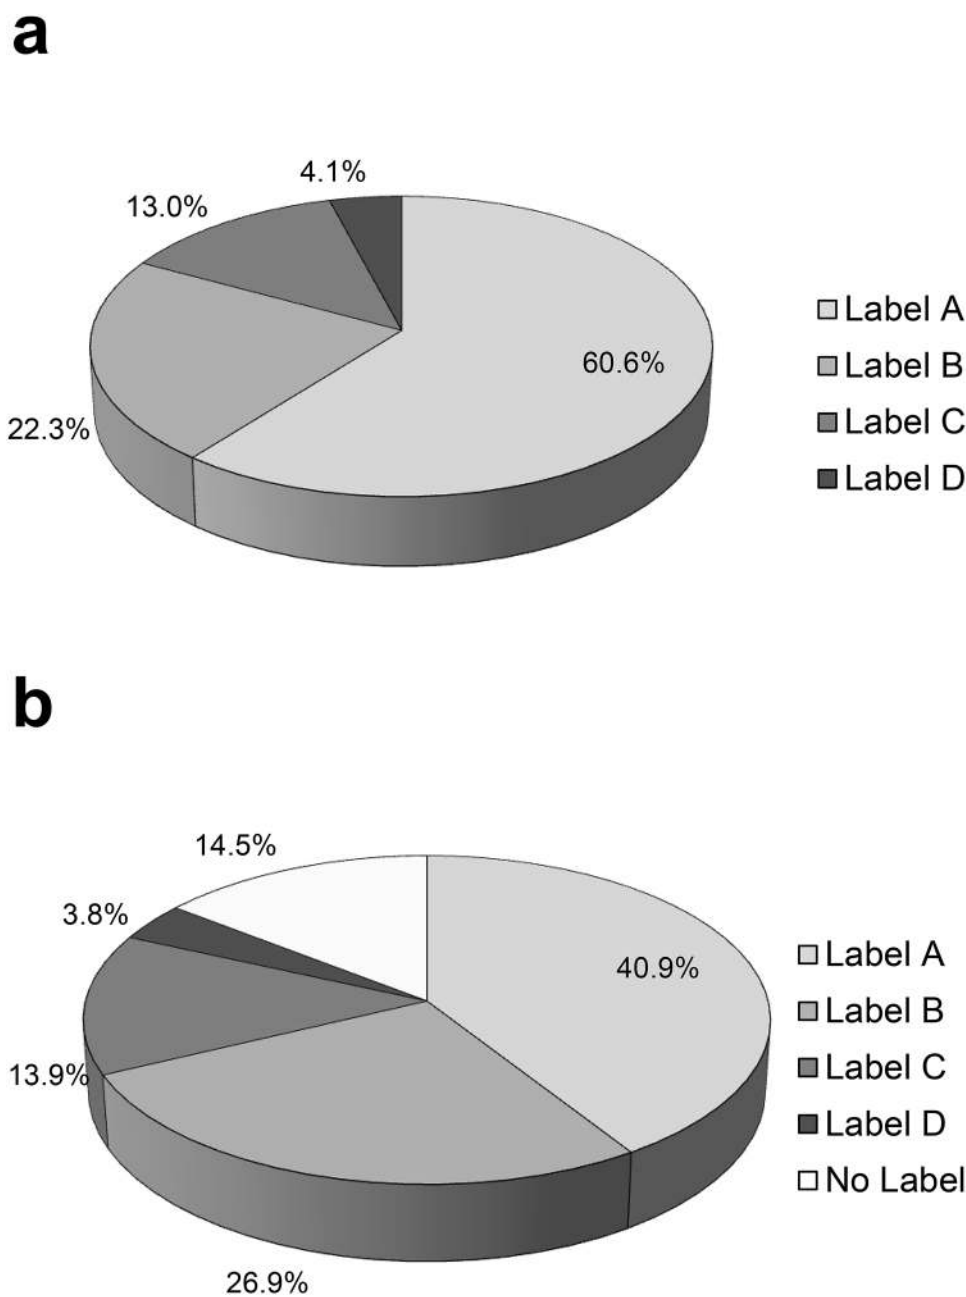 a
4.1%
13.0%
60.6%
22.3%
Label A
Label B
Label C
Label D
b
14.5%
3.8%
40.9%
13.9%
26.9%
Label A
Label B
Label C
Label D
No Label